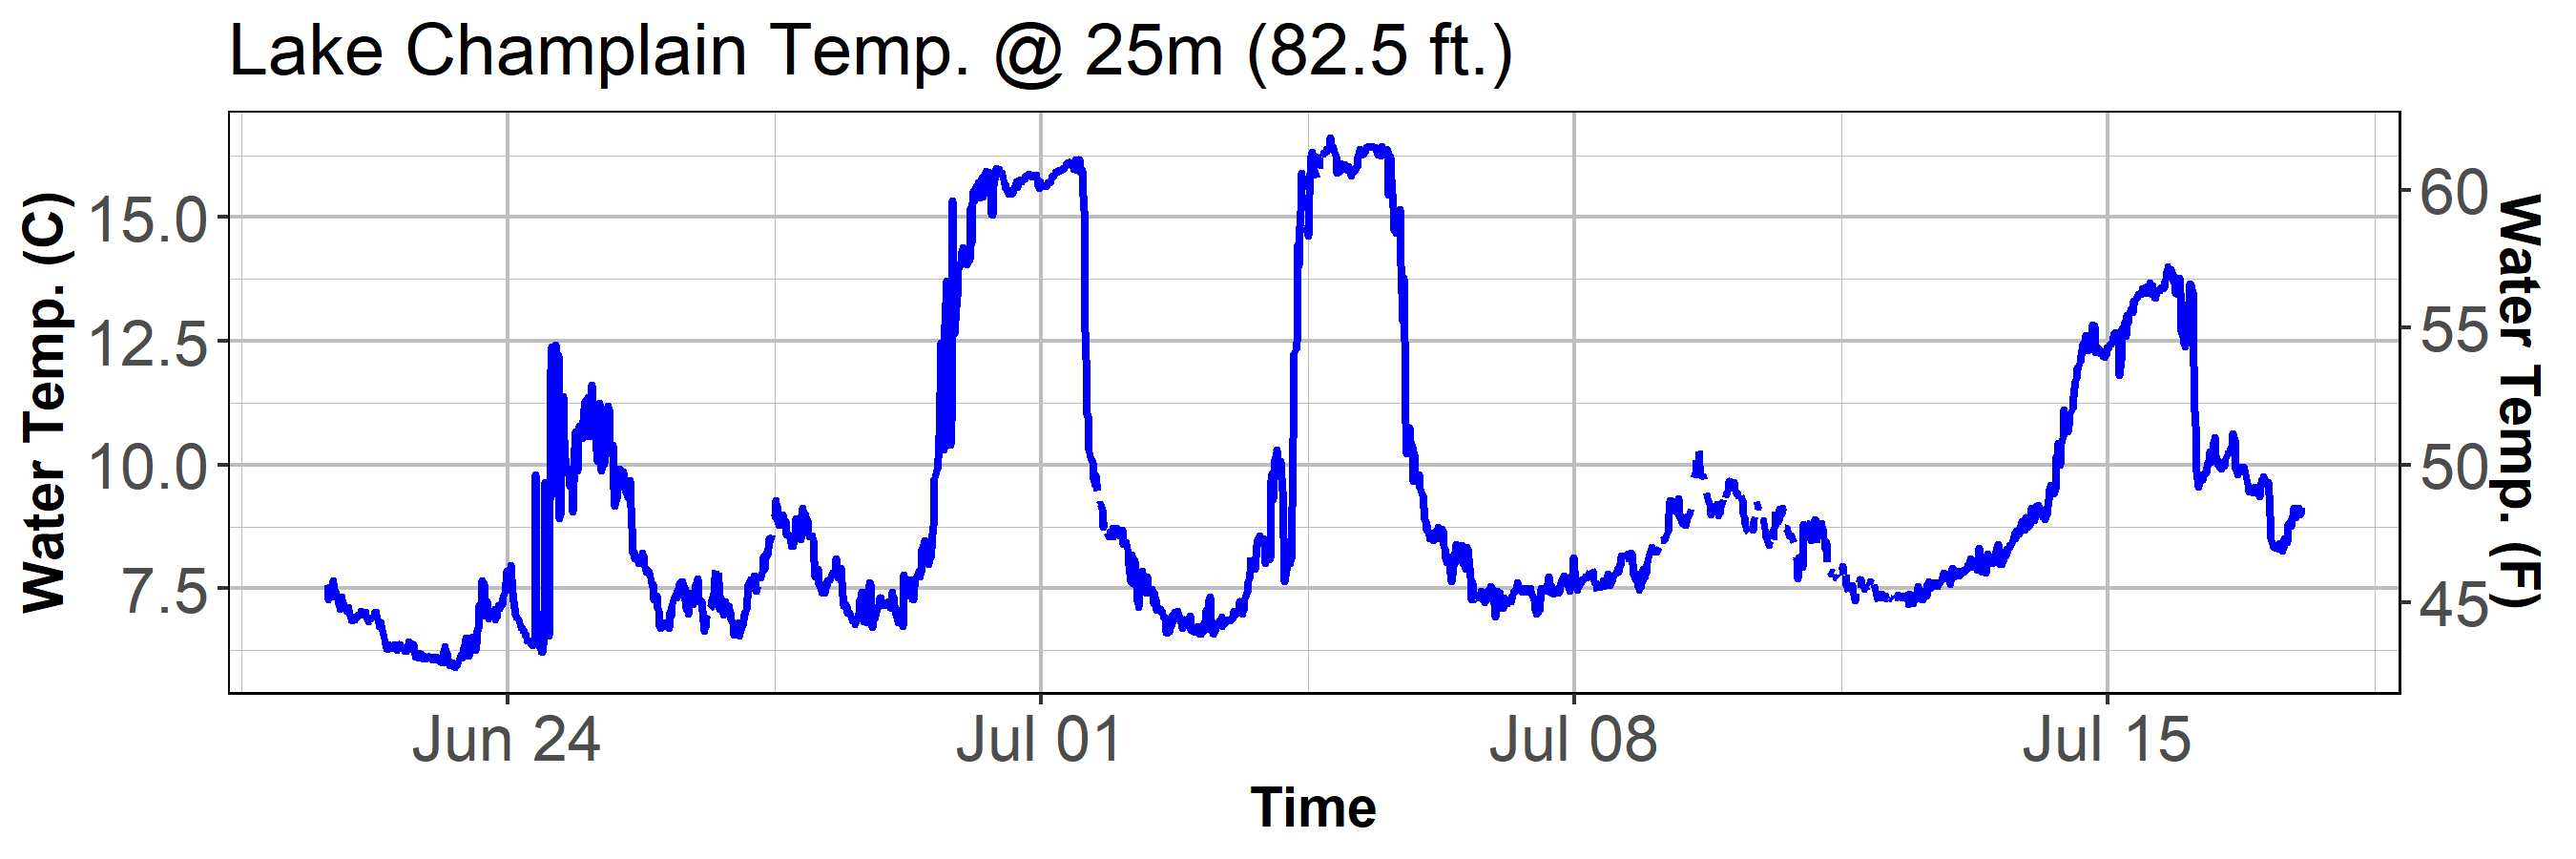 Lake Champlain Temp. @ 25m (82.5 ft.)
Water Temp. (C)
15.0
12.5
10.0
7.5
60
55
50
45
Water Temp. (F)
Jun 24
Jul 01
Jul 08
Jul 15
Time